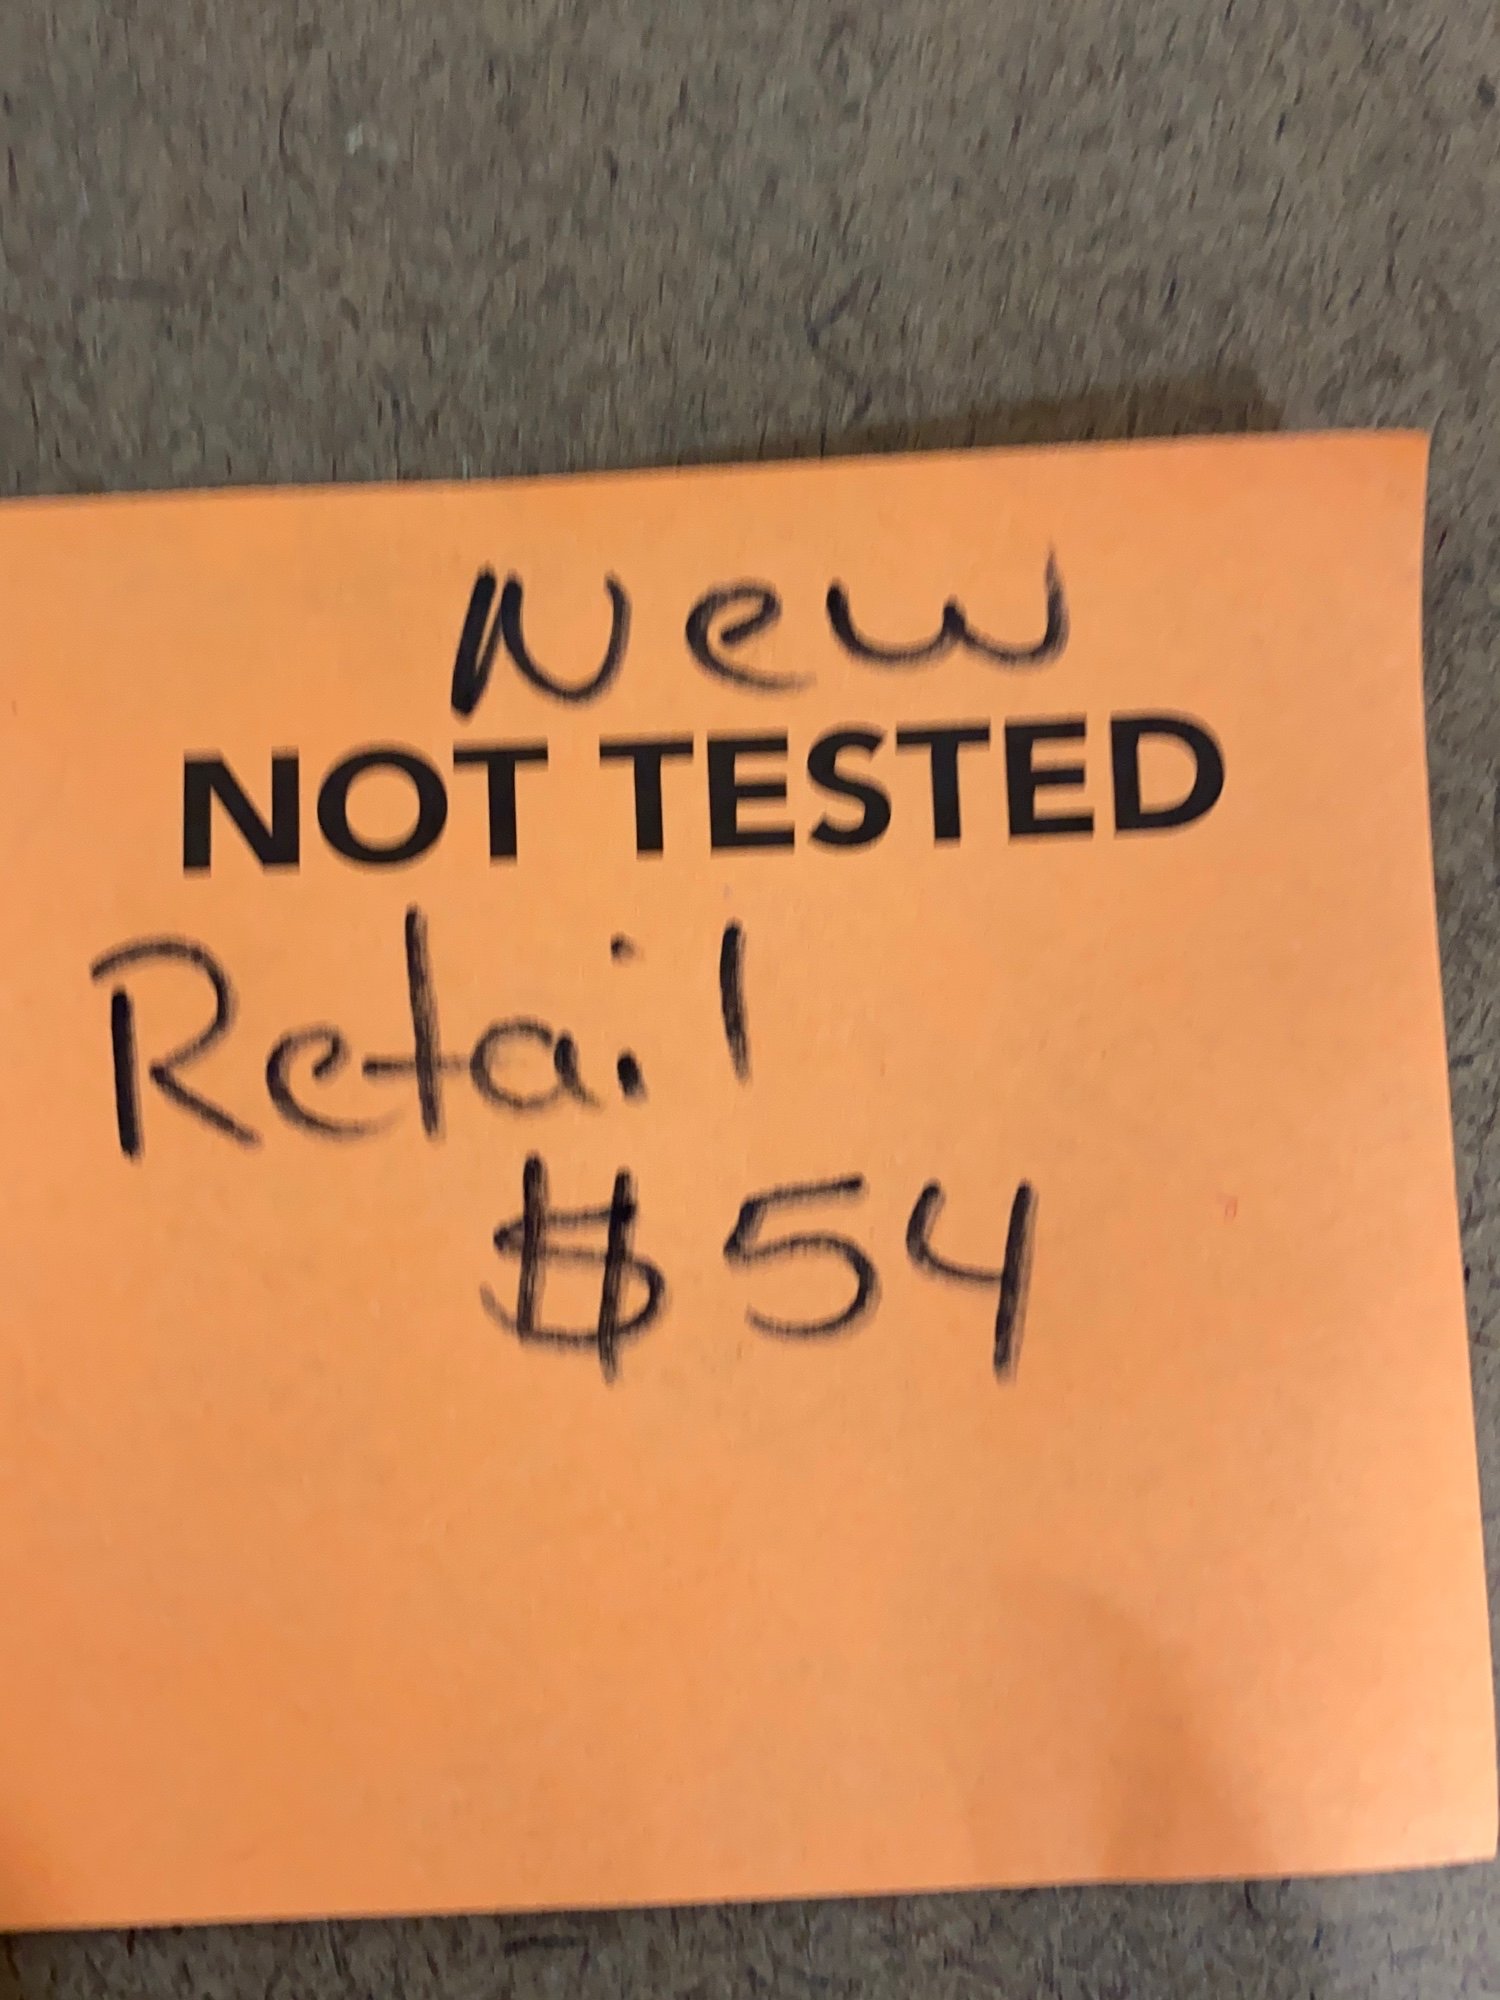 New
NOT TESTED
Retail
$54